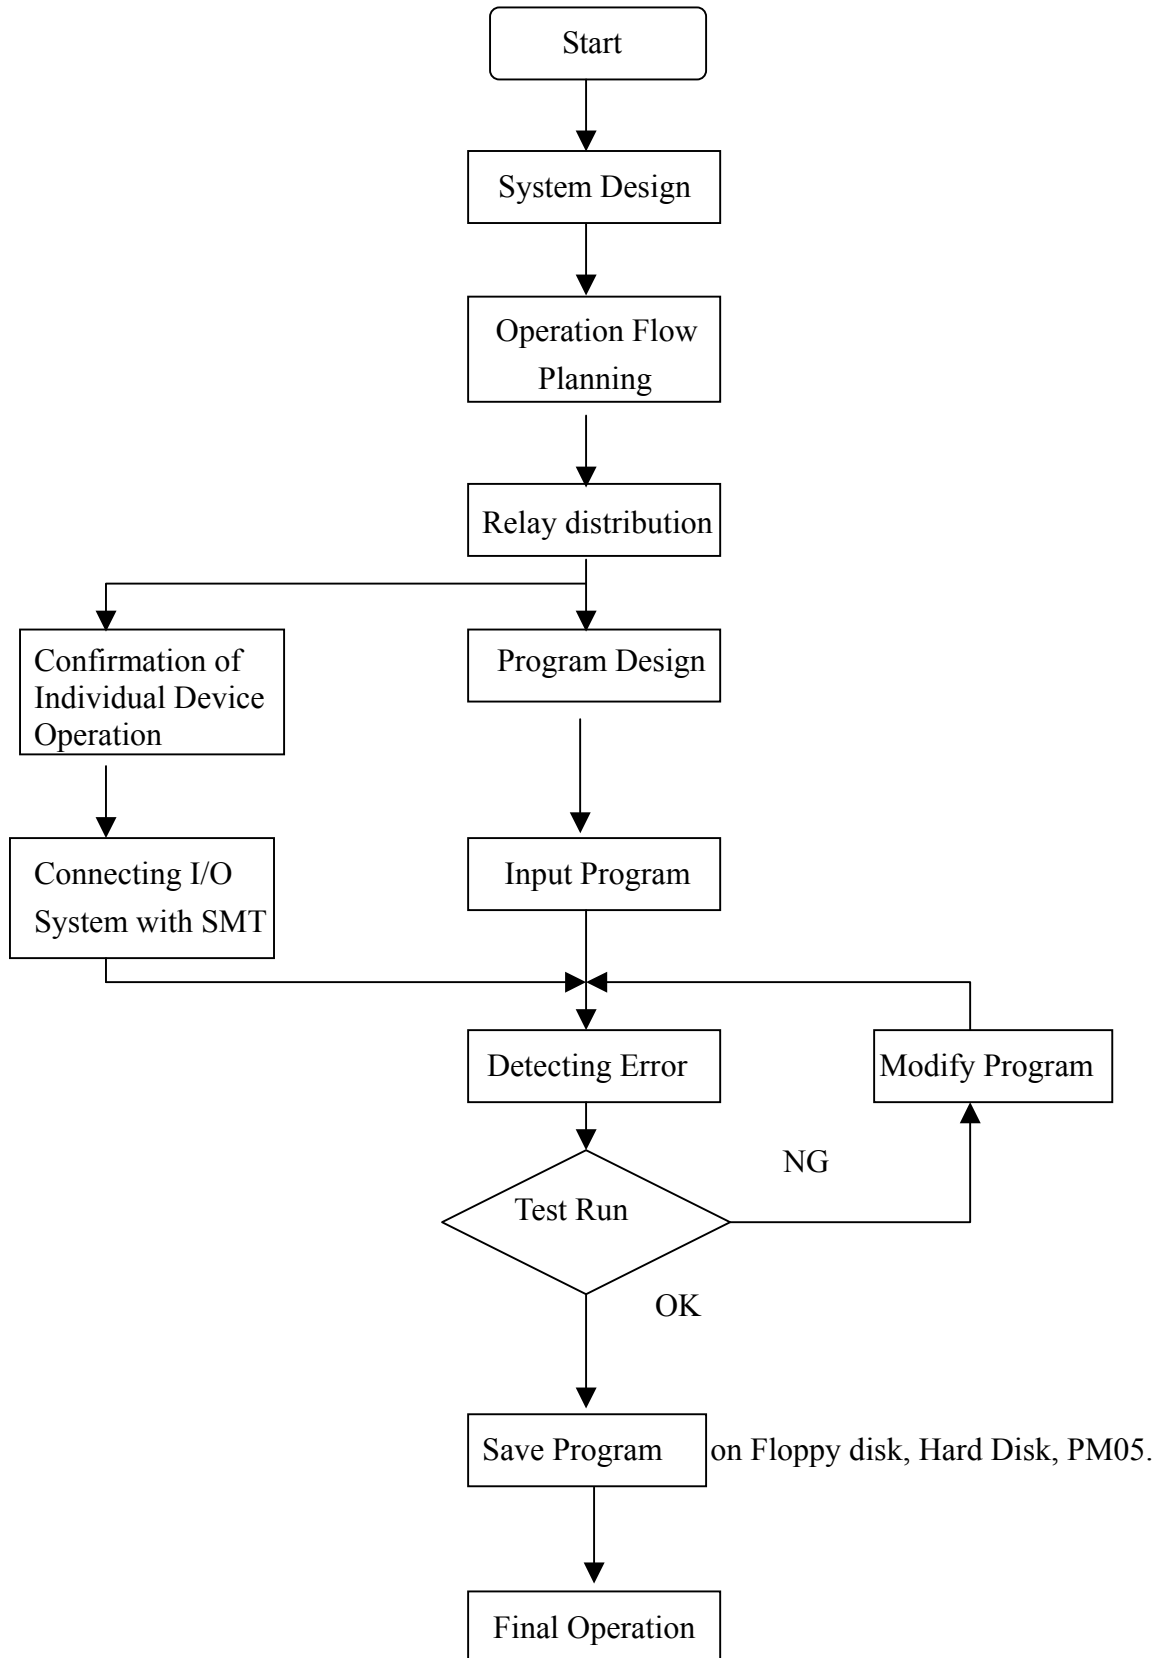 Start
System Design
Operation Flow
Planning
Relay distribution
Confirmation of
Individual Device
Operation
Program Design
Connecting I/O
System with SMT
Input Program
Detecting Error
Modify Program
NG
Test Run
OK
Save Program on Floppy disk, Hard Disk, PM05.
Final Operation